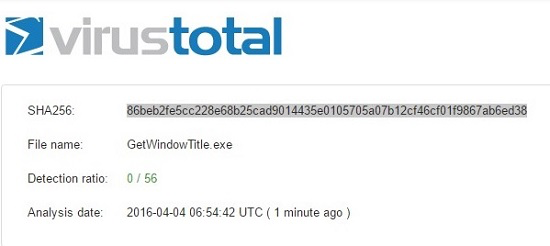 virustotal
SHA256: 86beb2fe5cc228e68b25cad9014435e0105705a07b12cf46cf01f9867ab6ed38
File name: GetWindowTitle.exe
Detection ratio: 0 / 56
Analysis date: 2016-04-04 06:54:42 UTC ( 1 minute ago )